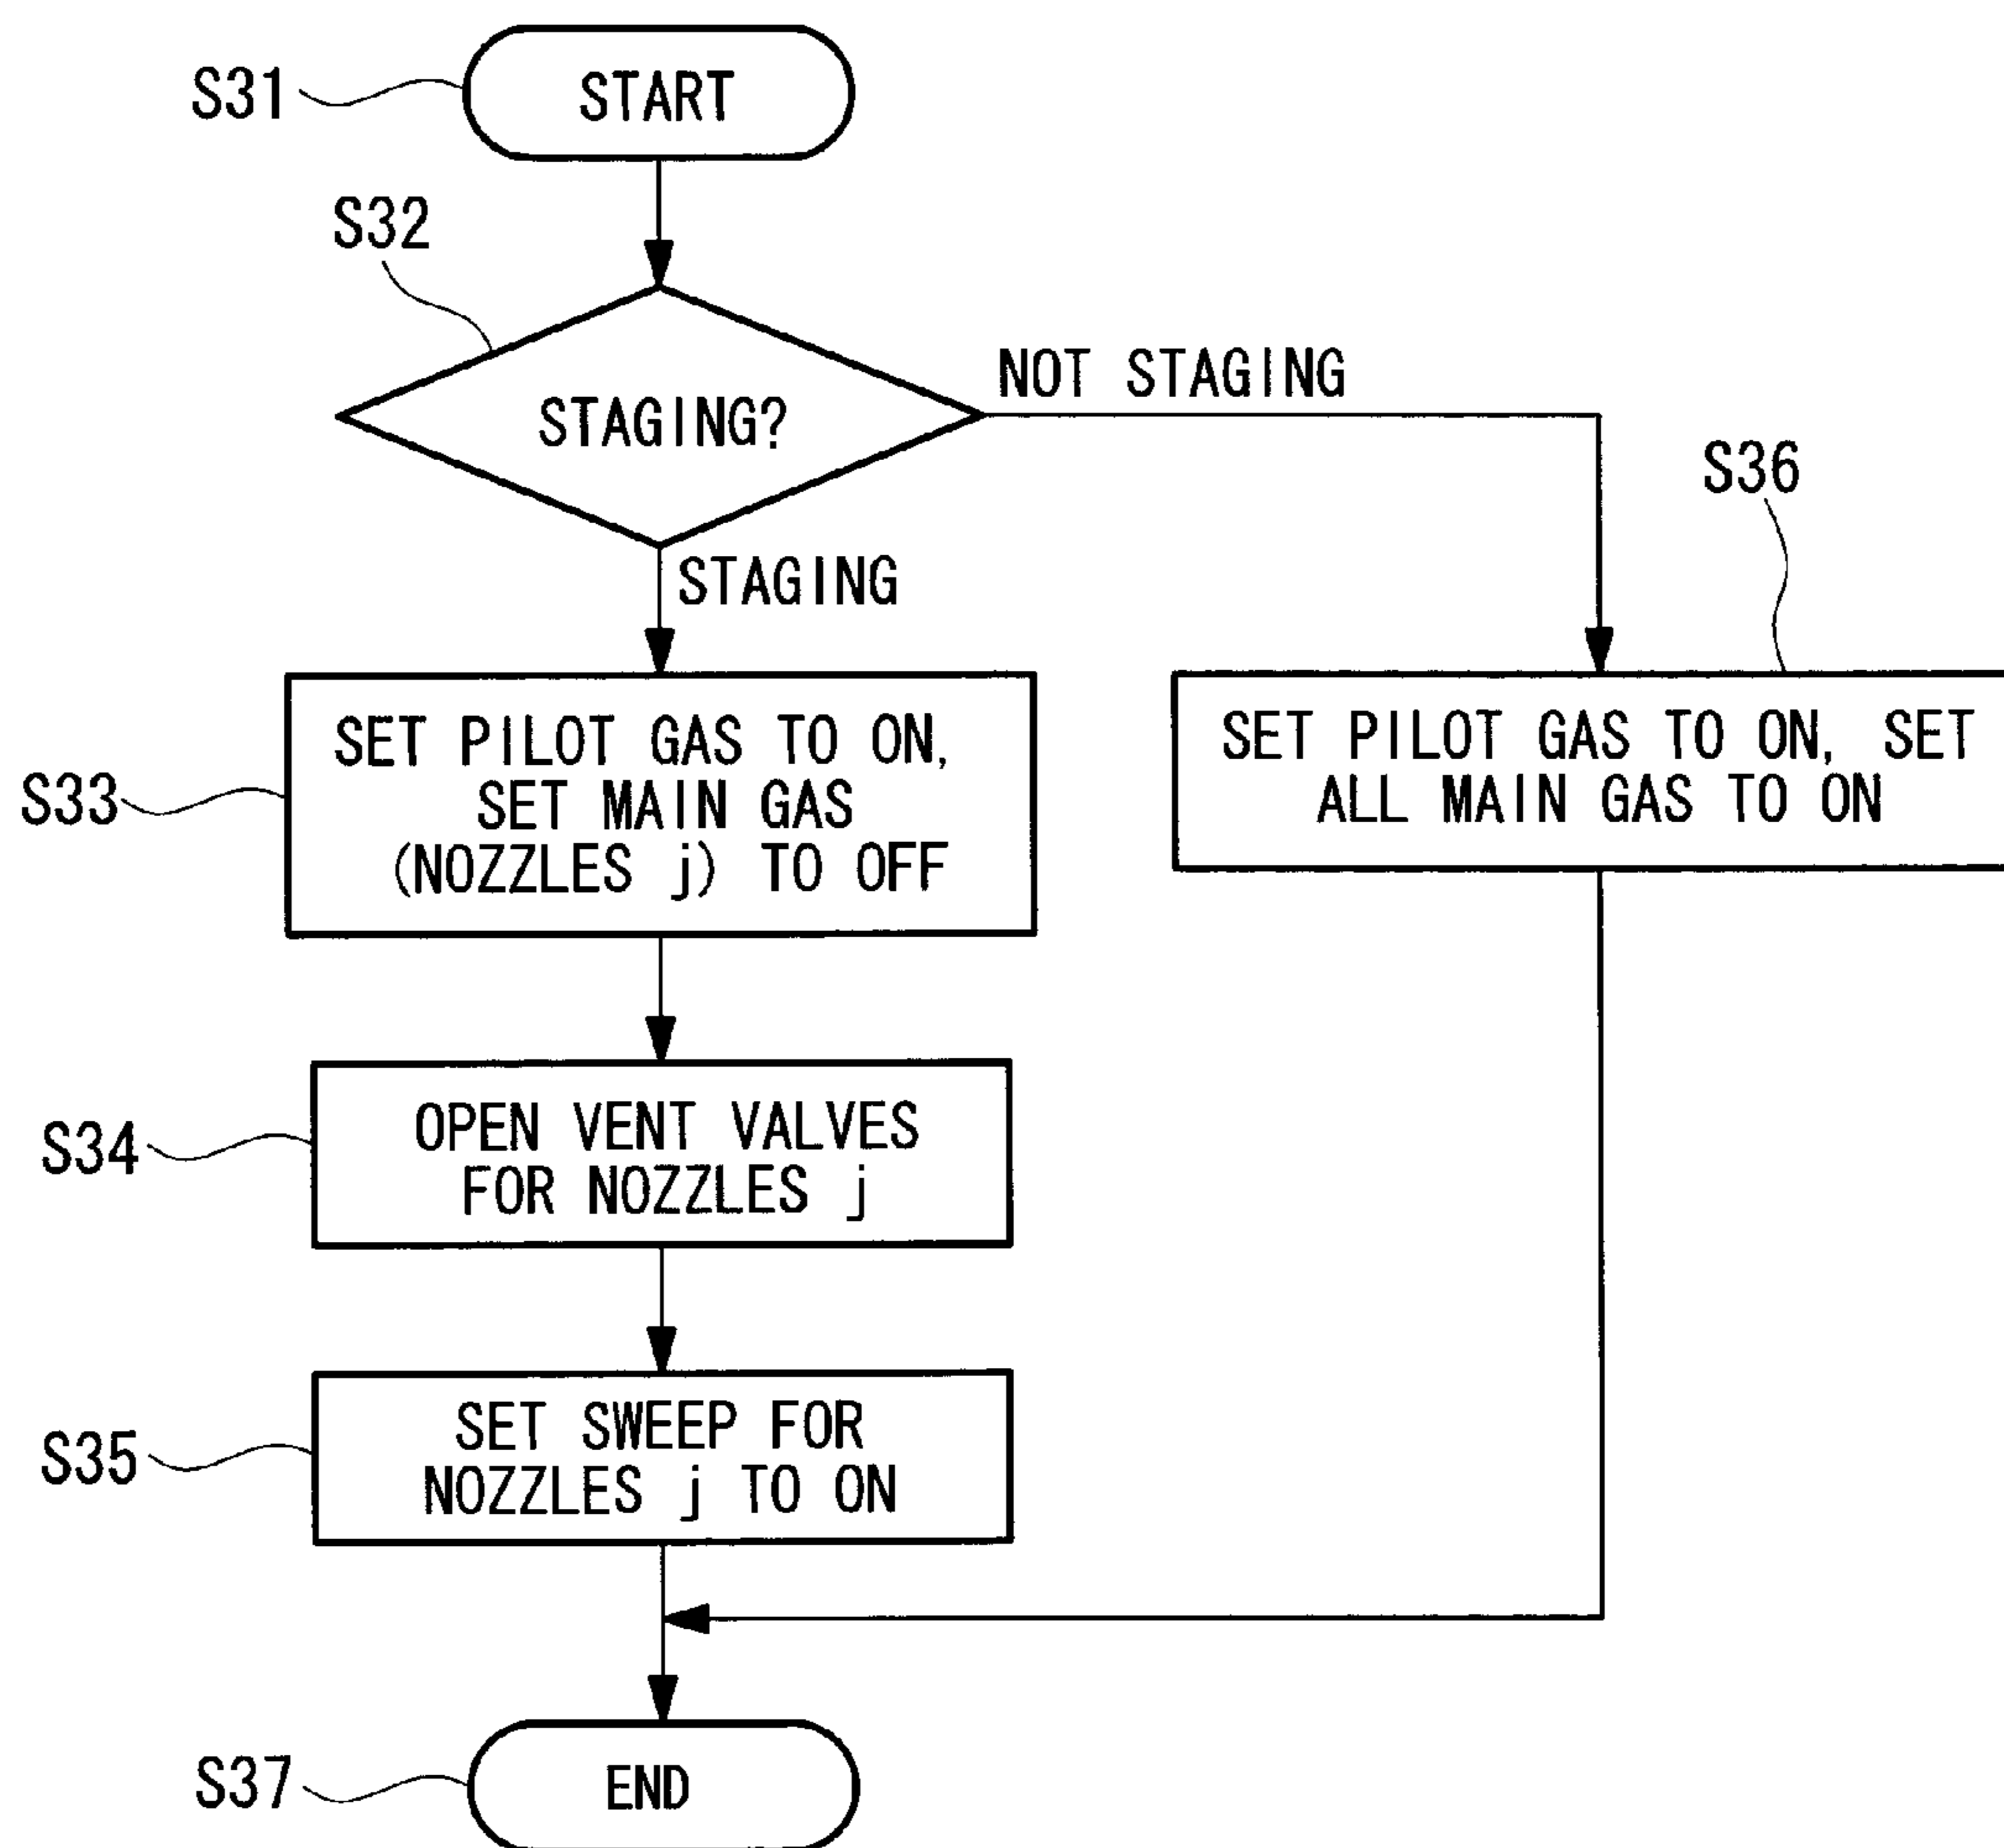 S31
START
S32
STAGING?
NOT STAGING
STAGING
S36
S33
SET PILOT GAS TO ON,
SET MAIN GAS
(NOZZLES j) TO OFF
SET PILOT GAS TO ON, SET
ALL MAIN GAS TO ON
S34
OPEN VENT VALVES
FOR NOZZLES j
S35
SET SWEEP FOR
NOZZLES j TO ON
S37
END